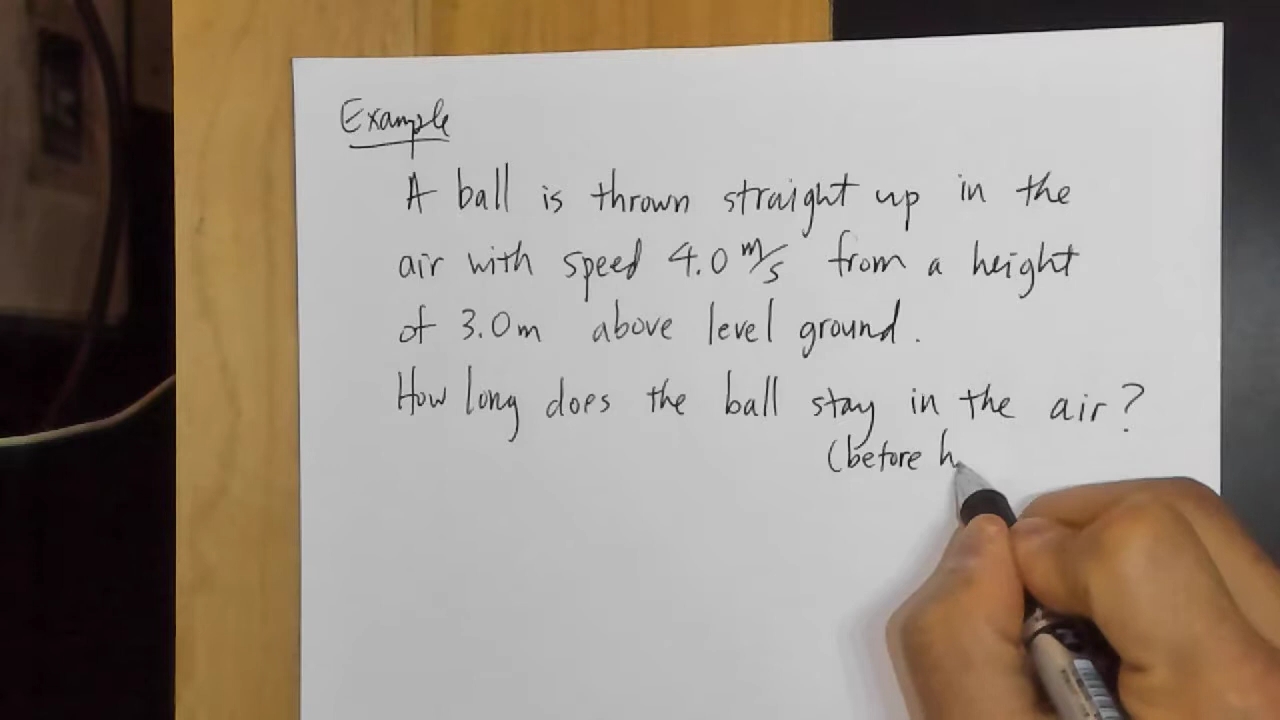 Example
A ball is thrown straight up in the
air with speed 4.0 m/s from a height
of 3.0m above level ground.
How long does the ball stay in the air?
(before h